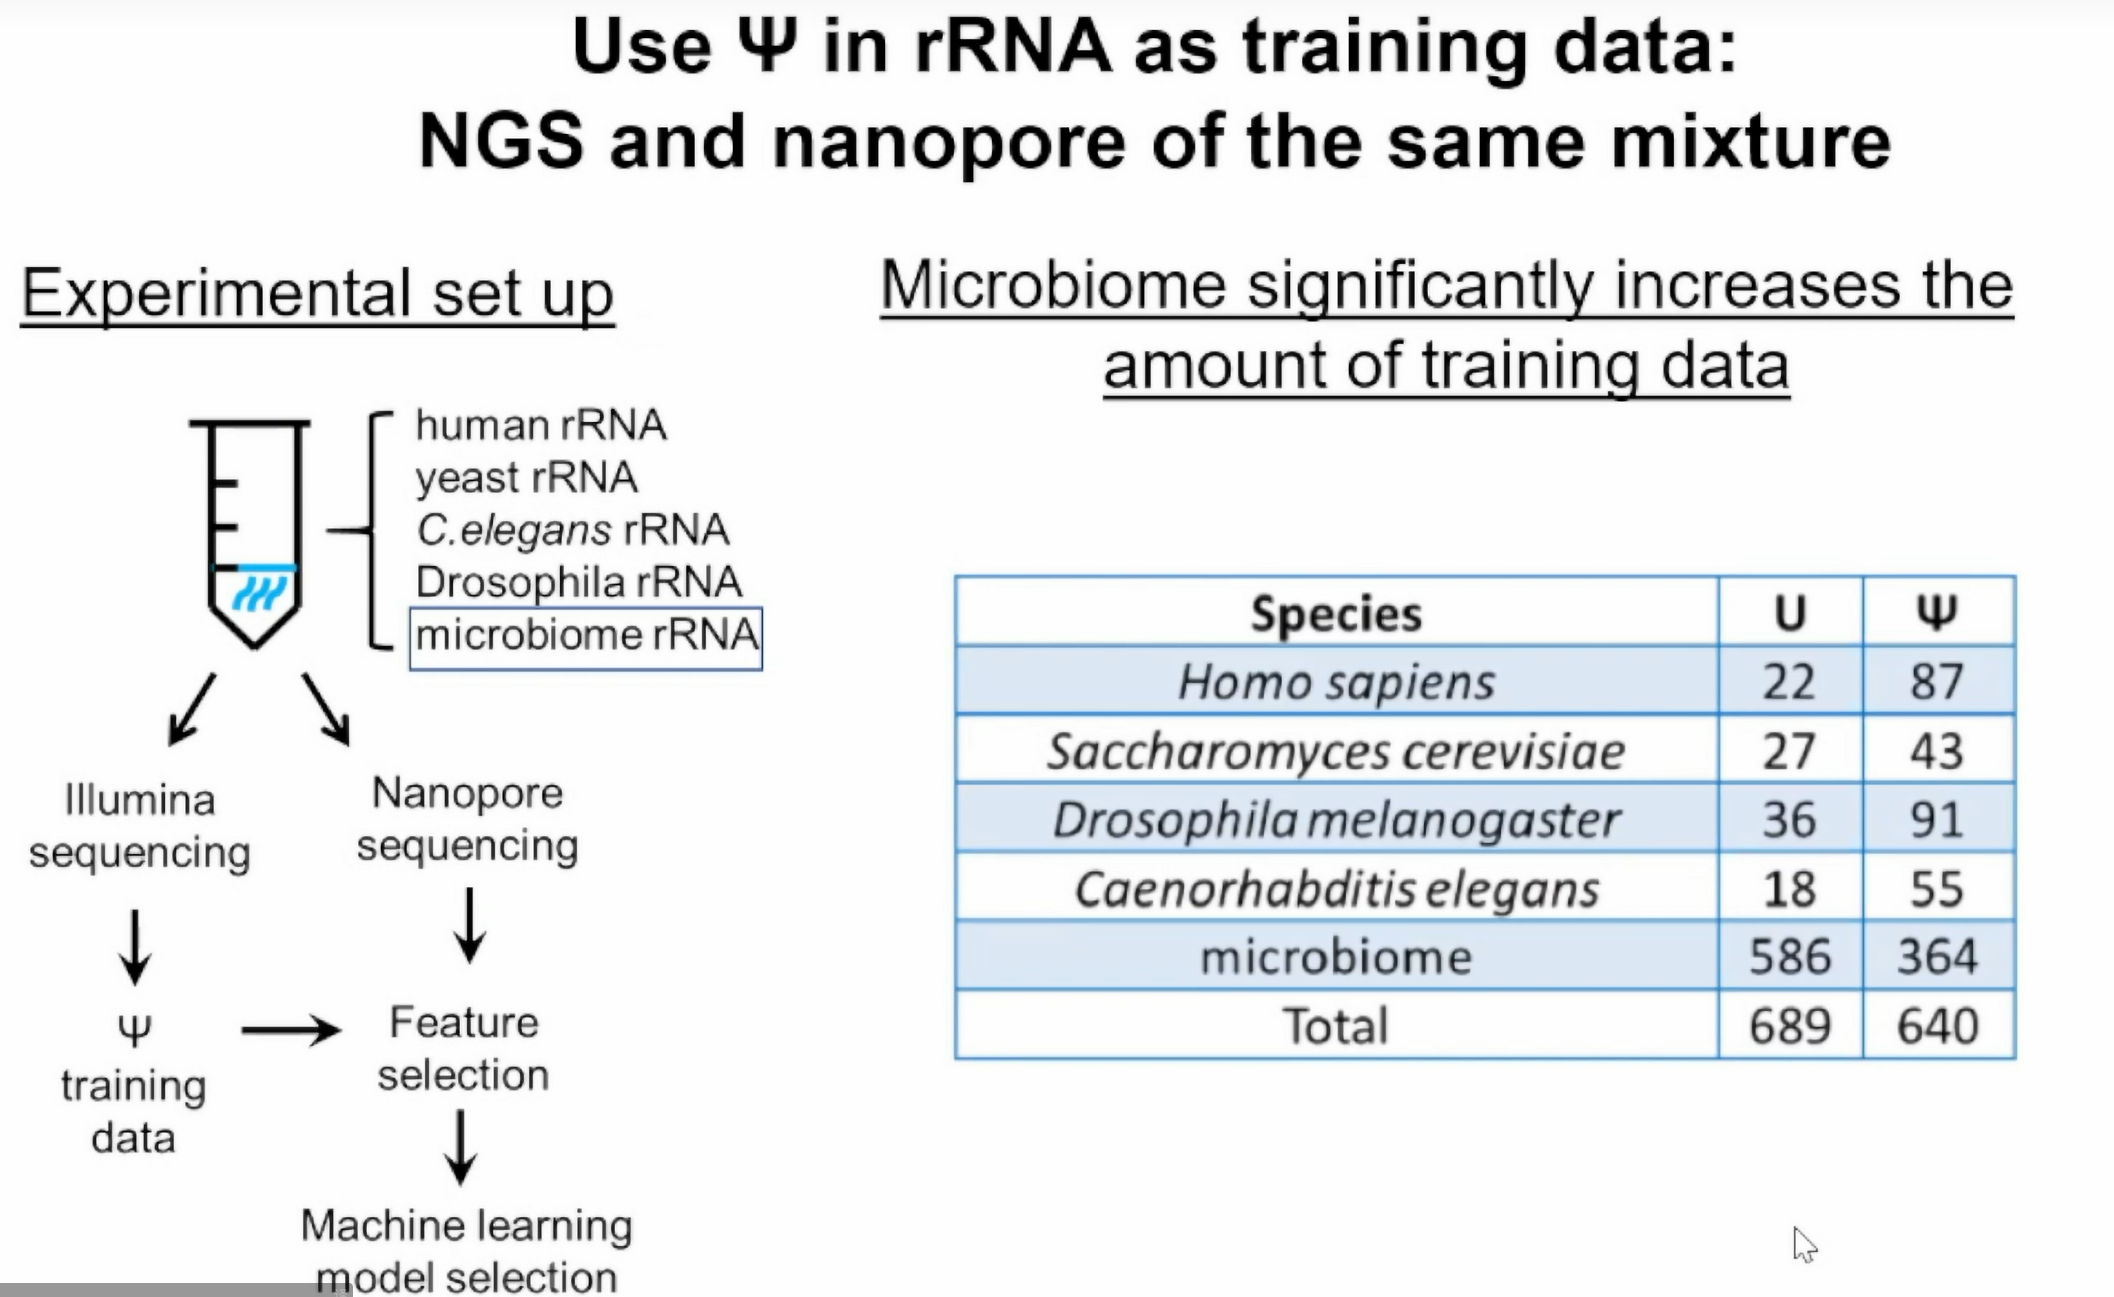 Use Ψ in rRNA as training data:
NGS and nanopore of the same mixture
Experimental set up
human rRNA
yeast rRNA
C.elegans rRNA
Drosophila rRNA
microbiome rRNA
Illumina
sequencing
Nanopore
sequencing
Ψ
training
data
Feature
selection
Machine learning
model selection
Microbiome significantly increases the
amount of training data
Species U Ψ
Homo sapiens 22 87
Saccharomyces cerevisiae 27 43
Drosophila melanogaster 36 91
Caenorhabditis elegans 18 55
microbiome 586 364
Total 689 640